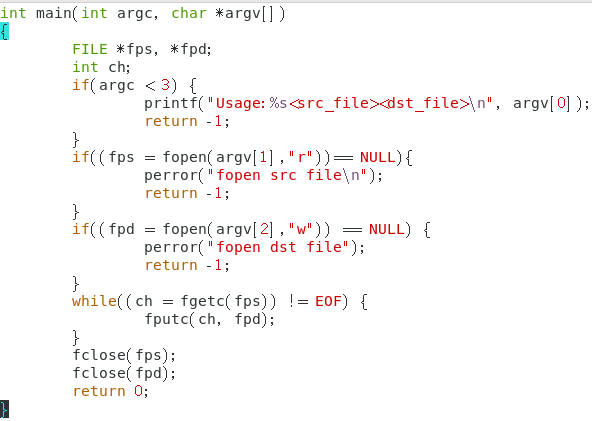 int main(int argc, char *argv[])
{
        FILE *fps, *fpd;
        int ch;
        if(argc < 3) {
                printf("Usage: %s<src_file><dst_file>\n", argv[0]);
                return -1;
        }
        if((fps = fopen(argv[1] ,"r"))== NULL){
                perror("fopen src file\n");
                return -1;
        }
        if((fpd = fopen(argv[2] ,"w")) == NULL) {
                perror("fopen dst file");
                return -1;
        }
        while((ch = fgetc(fps)) != EOF) {
                fputc(ch, fpd);
        }
        fclose(fps);
        fclose(fpd);
        return 0;
}